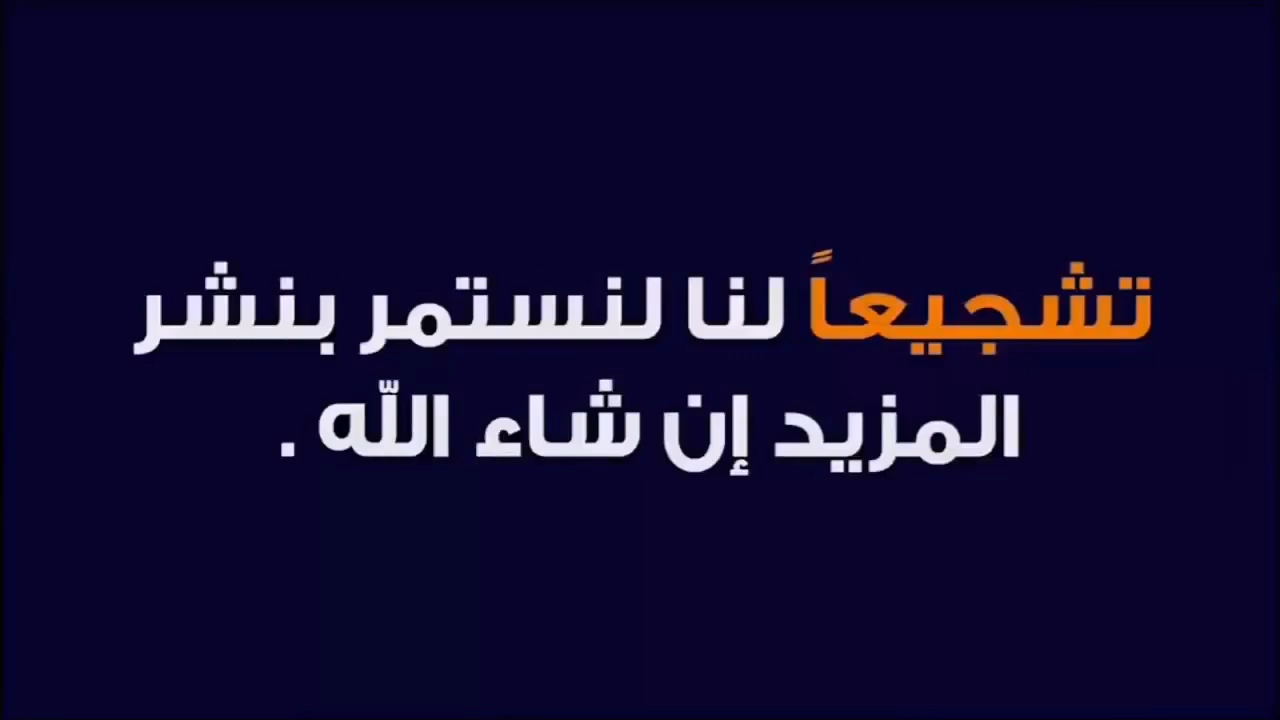 تشجيعاً لنا لنستمر بنشر
المزيد إن شاء اللّه .